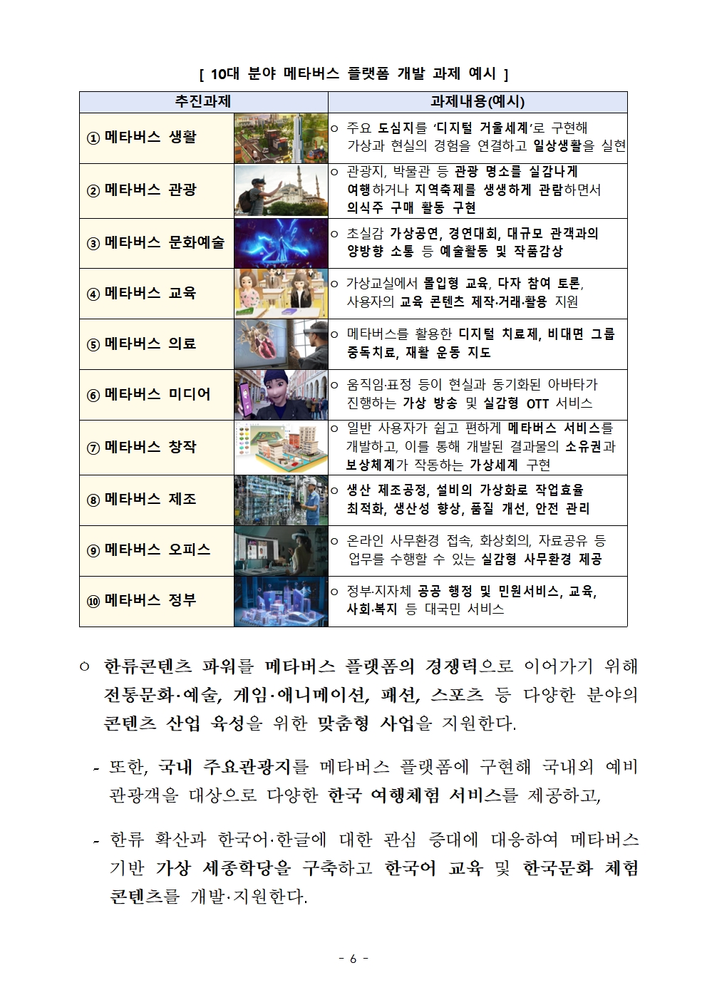 [ 10대 분야 메타버스 플랫폼 개발 과제 예시 ]
추진과제
과제내용(예시)
① 메타버스 생활
ㅇ 주요 도심지를 ‘디지털 거울세계’로 구현해
가상과 현실의 경험을 연결하고 일상생활을 실현
② 메타버스 관광
ㅇ 관광지, 박물관 등 관광 명소를 실감나게
여행하거나 지역축제를 생생하게 관람하면서
의식주 구매 활동 구현
③ 메타버스 문화예술
ㅇ 초실감 가상공연, 경연대회, 대규모 관객과의
양방향 소통 등 예술활동 및 작품감상
④ 메타버스 교육
ㅇ 가상교실에서 몰입형 교육, 다자 참여 토론,
사용자의 교육 콘텐츠 제작·거래·활용 지원
⑤ 메타버스 의료
ㅇ 메타버스를 활용한 디지털 치료제, 비대면 그룹
중독치료, 재활 운동 지도
⑥ 메타버스 미디어
ㅇ 움직임·표정 등이 현실과 동기화된 아바타가
진행하는 가상 방송 및 실감형 OTT 서비스
⑦ 메타버스 창작
ㅇ 일반 사용자가 쉽고 편하게 메타버스 서비스를
개발하고, 이를 통해 개발된 결과물의 소유권과
보상체계가 작동하는 가상세계 구현
⑧ 메타버스 제조
ㅇ 생산 제조공정, 설비의 가상화로 작업효율
최적화, 생산성 향상, 품질 개선, 안전 관리
⑨ 메타버스 오피스
ㅇ 온라인 사무환경 접속, 화상회의, 자료공유 등
업무를 수행할 수 있는 실감형 사무환경 제공
⑩ 메타버스 정부
ㅇ 정부·지자체 공공 행정 및 민원서비스, 교육,
사회·복지 등 대국민 서비스
ㅇ 한류콘텐츠 파워를 메타버스 플랫폼의 경쟁력으로 이어가기 위해
전통문화·예술, 게임·애니메이션, 패션, 스포츠 등 다양한 분야의
콘텐츠 산업 육성을 위한 맞춤형 사업을 지원한다.
- 또한, 국내 주요관광지를 메타버스 플랫폼에 구현해 국내외 예비
관광객을 대상으로 다양한 한국 여행체험 서비스를 제공하고,
- 한류 확산과 한국어·한글에 대한 관심 증대에 대응하여 메타버스
기반 가상 세종학당을 구축하고 한국어 교육 및 한국문화 체험
콘텐츠를 개발·지원한다.
- 6 -